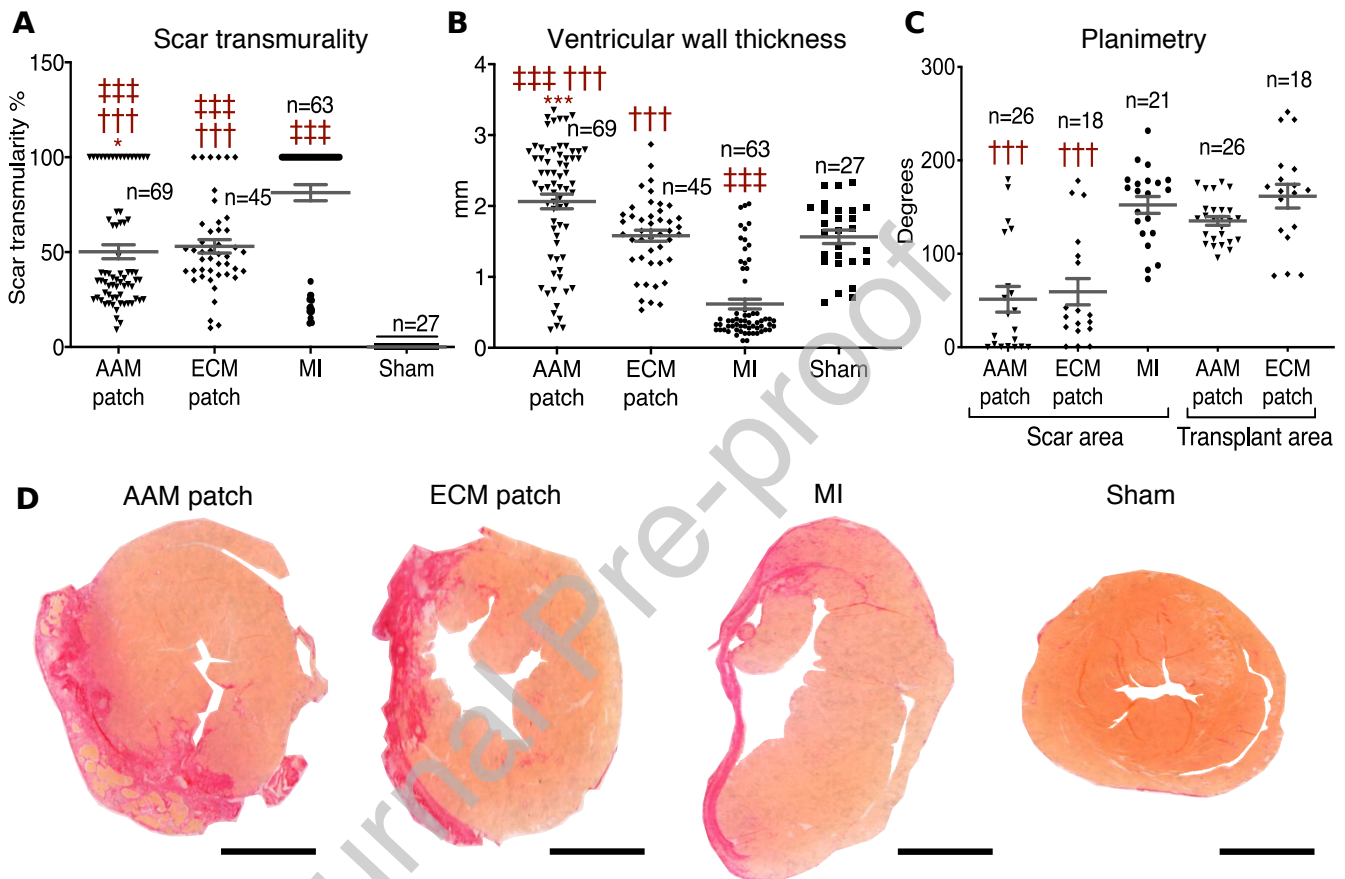 A
Scar transmurality
Scar transmularity %
150
100
50
0
‡‡‡
†††
*
n=69
‡‡‡
†††
n=45
n=63
‡‡‡
n=27
AAM patch
ECM patch
MI
Sham
B
Ventricular wall thickness
mm
4
3
2
1
0
‡‡‡ †††
***
n=69
†††
n=45
n=63
‡‡‡
n=27
AAM patch
ECM patch
MI
Sham
C
Planimetry
Degrees
300
200
100
0
n=26
†††
n=18
†††
n=21
n=26
n=18
AAM patch
ECM patch
MI
AAM patch
ECM patch
Scar area
Transplant area
D
AAM patch
ECM patch
MI
Sham
urnal Pre-proof